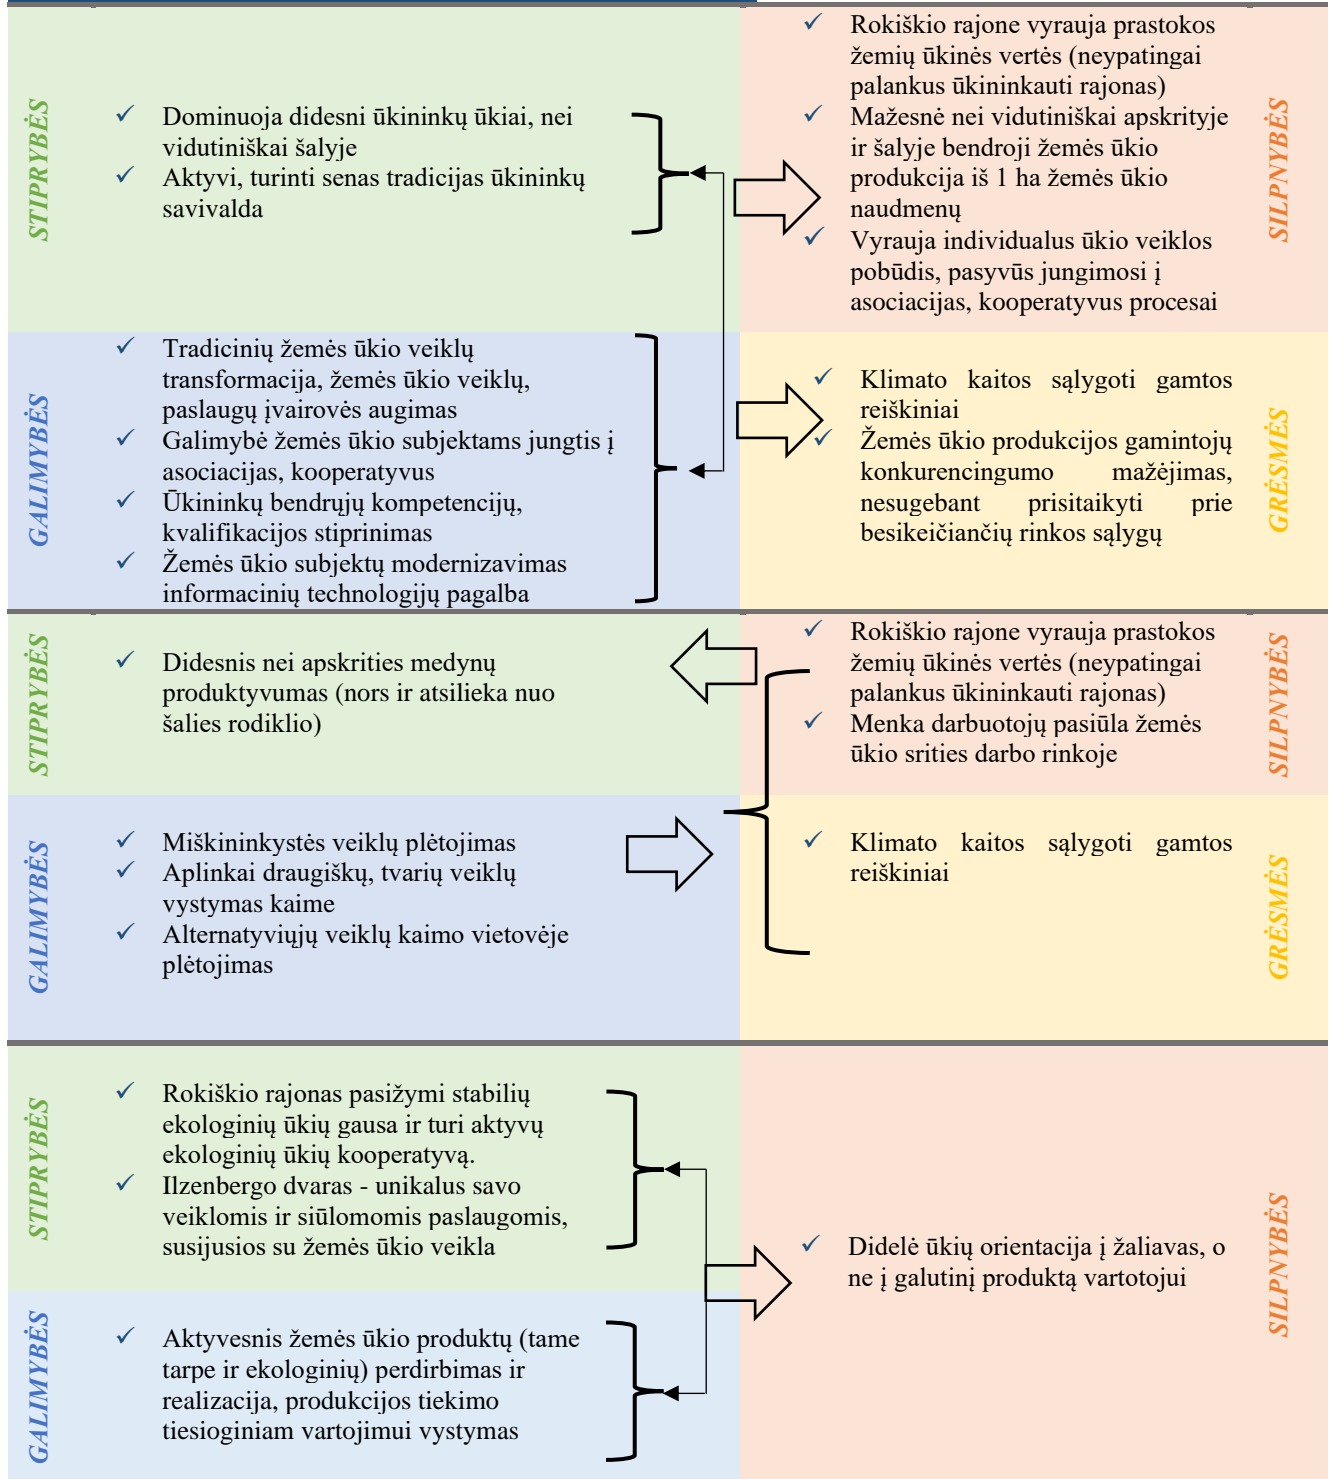 STIPRYBĖS
Dominuoja didesni ūkininkų ūkiai, nei
vidutiniškai šalyje
Aktyvi, turinti senas tradicijas ūkininkų
savivalda
Rokiškio rajone vyrauja prastokos
žemių ūkinės vertės (neypatingai
palankus ūkininkauti rajonas)
Mažesnė nei vidutiniškai apskrityje
ir šalyje bendroji žemės ūkio
produkcija iš 1 ha žemės ūkio
naudmenų
Vyrauja individualus ūkio veiklos
pobūdis, pasyvūs jungimosi į
asociacijas, kooperatyvus procesai
SILPNYBĖS
GALIMYBĖS
Tradicinių žemės ūkio veiklų
transformacija, žemės ūkio veiklų,
paslaugų įvairovės augimas
Galimybė žemės ūkio subjektams jungtis į
asociacijas, kooperatyvus
Ūkininkų bendrųjų kompetencijų,
kvalifikacijos stiprinimas
Žemės ūkio subjektų modernizavimas
informacinių technologijų pagalba
Klimato kaitos sąlygoti gamtos
reiškiniai
Žemės ūkio produkcijos gamintojų
konkurencingumo mažėjimas,
nesugebant prisitaikyti prie
besikeičiančių rinkos sąlygų
GRĖSMĖS
STIPRYBĖS
Didesnis nei apskrities medynų
produktyvumas (nors ir atsilieka nuo
šalies rodiklio)
Rokiškio rajone vyrauja prastokos
žemių ūkinės vertės (neypatingai
palankus ūkininkauti rajonas)
Menka darbuotojų pasiūla žemės
ūkio srities darbo rinkoje
SILPNYBĖS
GALIMYBĖS
Miškininkystės veiklų plėtojimas
Aplinkai draugiškų, tvarių veiklų
vystymas kaime
Alternatyviųjų veiklų kaimo vietovėje
plėtojimas
Klimato kaitos sąlygoti gamtos
reiškiniai
GRĖSMĖS
STIPRYBĖS
Rokiškio rajonas pasižymi stabilių
ekologinių ūkių gausa ir turi aktyvų
ekologinių ūkių kooperatyvą.
Ilzenbergo dvaras - unikalus savo
veiklomis ir siūlomomis paslaugomis,
susijusios su žemės ūkio veikla
Didelė ūkių orientacija į žaliavas, o
ne į galutinį produktą vartotojui
SILPNYBĖS
GALIMYBĖS
Aktyvesnis žemės ūkio produktų (tame
tarpe ir ekologinių) perdirbimas ir
realizacija, produkcijos tiekimo
tiesioginiam vartojimui vystymas